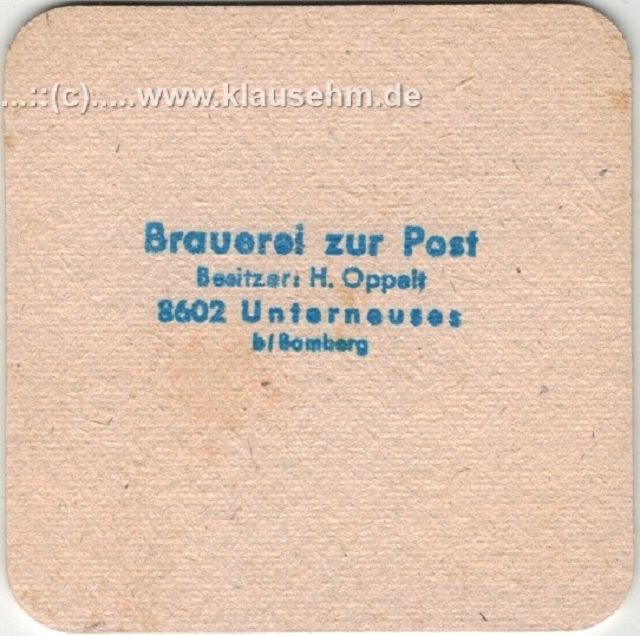 ...::(c).....www.klausehm.de
Brauerei zur Post
Besitzer: H. Oppelt
8602 Unterneuses
b/Bamberg